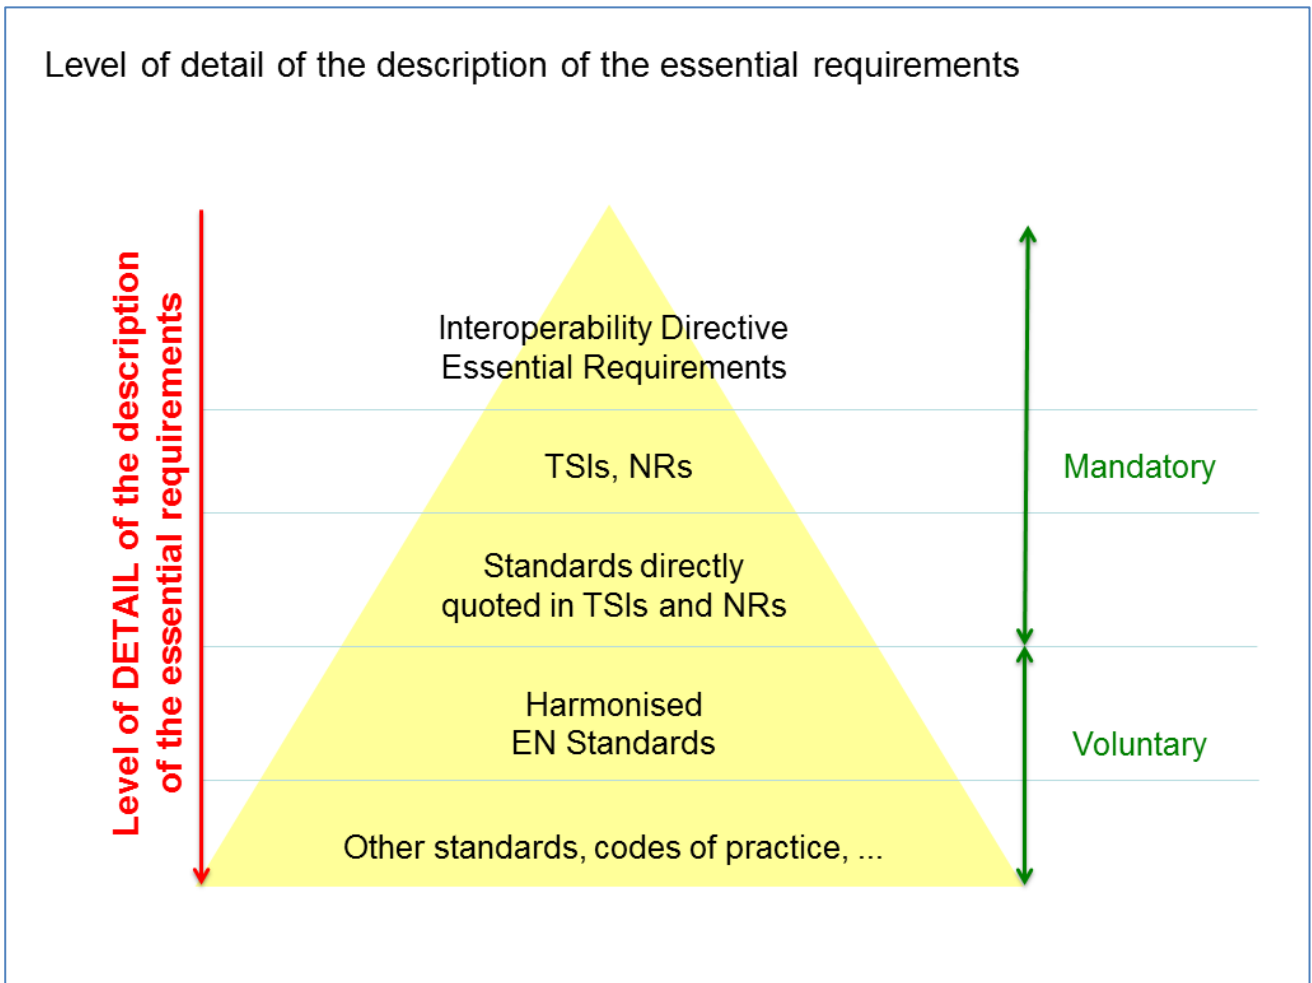 Level of detail of the description of the essential requirements
Level of DETAIL of the description
of the essential requirements
Interoperability Directive
Essential Requirements
TSIs, NRs
Mandatory
Standards directly
quoted in TSIs and NRs
Harmonised
EN Standards
Voluntary
Other standards, codes of practice, ...